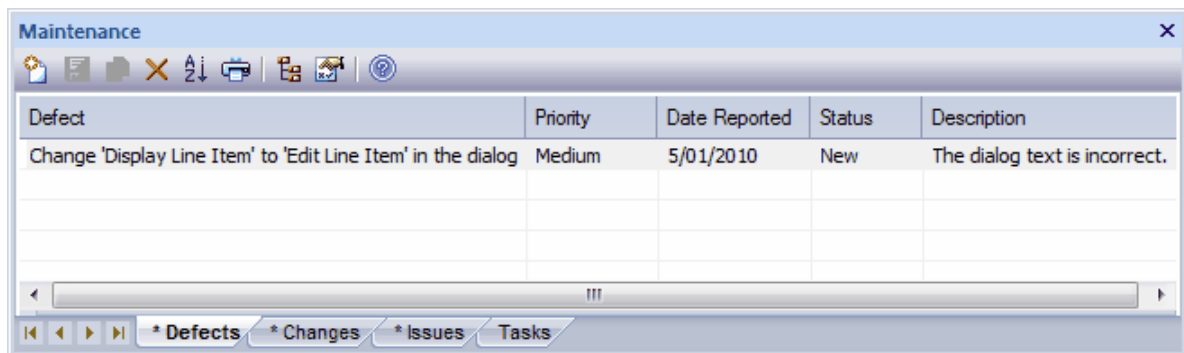 Maintenance
Defect Priority Date Reported Status Description
Change 'Display Line Item' to 'Edit Line Item' in the dialog Medium 5/01/2010 New The dialog text is incorrect.
* Defects * Changes * Issues Tasks